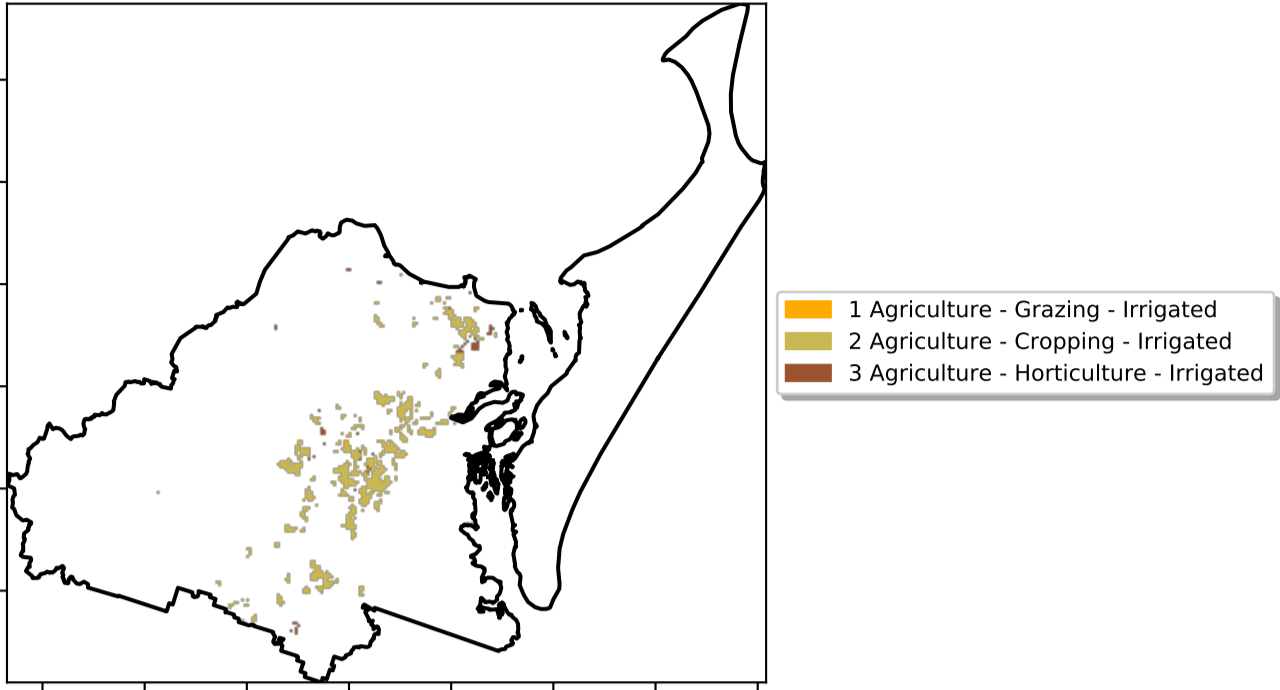 1 Agriculture - Grazing - Irrigated
2 Agriculture - Cropping - Irrigated
3 Agriculture - Horticulture - Irrigated